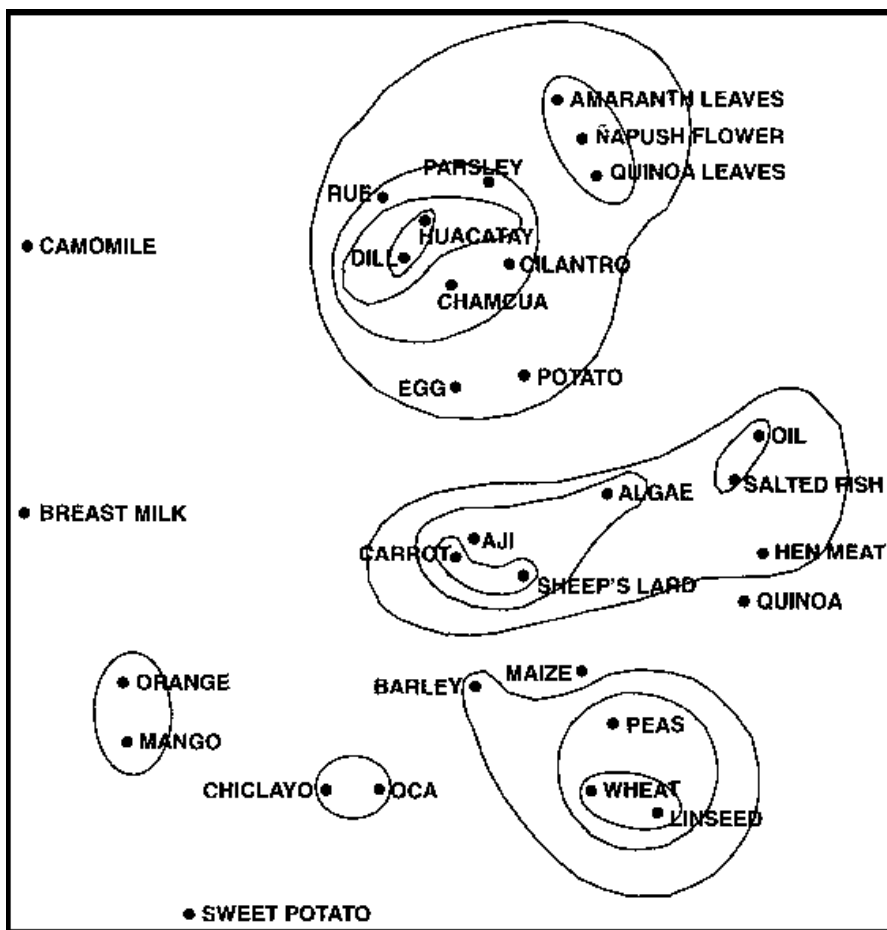 AMARANTH LEAVES
ÑAPUSH FLOWER
PARSLEY
QUINOA LEAVES
RUE
HUACATAY
CAMOMILE
DILL
CILANTRO
CHAMCUA
POTATO
EGG
OIL
SALTED FISH
ALGAE
BREAST MILK
AJI
CARROT
HEN MEAT
SHEEP'S LARD
QUINOA
MAIZE
ORANGE
BARLEY
PEAS
MANGO
CHICLAYO
OCA
WHEAT
LINSEED
SWEET POTATO